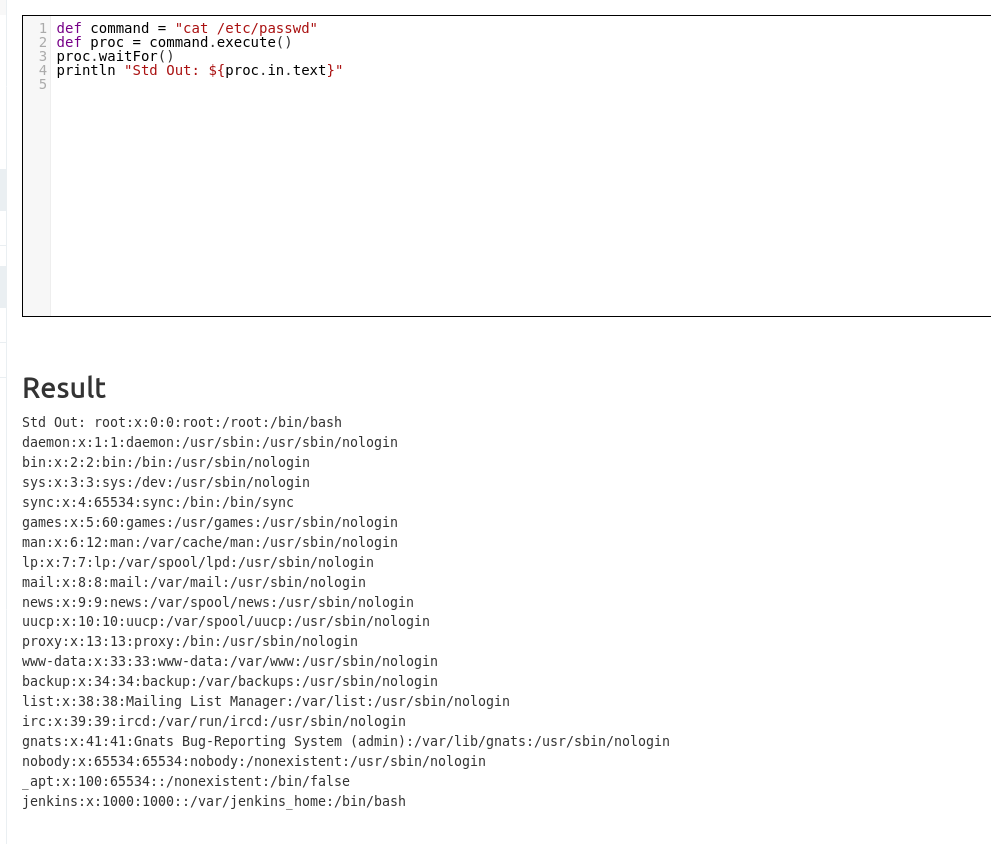 1 def command = "cat /etc/passwd"
2 def proc = command.execute()
3 proc.waitFor()
4 println "Std Out: ${proc.in.text}"
5
Result
Std Out: root:x:0:0:root:/root:/bin/bash
daemon:x:1:1:daemon:/usr/sbin:/usr/sbin/nologin
bin:x:2:2:bin:/bin:/usr/sbin/nologin
sys:x:3:3:sys:/dev:/usr/sbin/nologin
sync:x:4:65534:sync:/bin:/bin/sync
games:x:5:60:games:/usr/games:/usr/sbin/nologin
man:x:6:12:man:/var/cache/man:/usr/sbin/nologin
lp:x:7:7:lp:/var/spool/lpd:/usr/sbin/nologin
mail:x:8:8:mail:/var/mail:/usr/sbin/nologin
news:x:9:9:news:/var/spool/news:/usr/sbin/nologin
uucp:x:10:10:uucp:/var/spool/uucp:/usr/sbin/nologin
proxy:x:13:13:proxy:/bin:/usr/sbin/nologin
www-data:x:33:33:www-data:/var/www:/usr/sbin/nologin
backup:x:34:34:backup:/var/backups:/usr/sbin/nologin
list:x:38:38:Mailing List Manager:/var/list:/usr/sbin/nologin
irc:x:39:39:ircd:/var/run/ircd:/usr/sbin/nologin
gnats:x:41:41:Gnats Bug-Reporting System (admin):/var/lib/gnats:/usr/sbin/nologin
nobody:x:65534:65534:nobody:/nonexistent:/usr/sbin/nologin
_apt:x:100:65534::/nonexistent:/bin/false
jenkins:x:1000:1000::/var/jenkins_home:/bin/bash